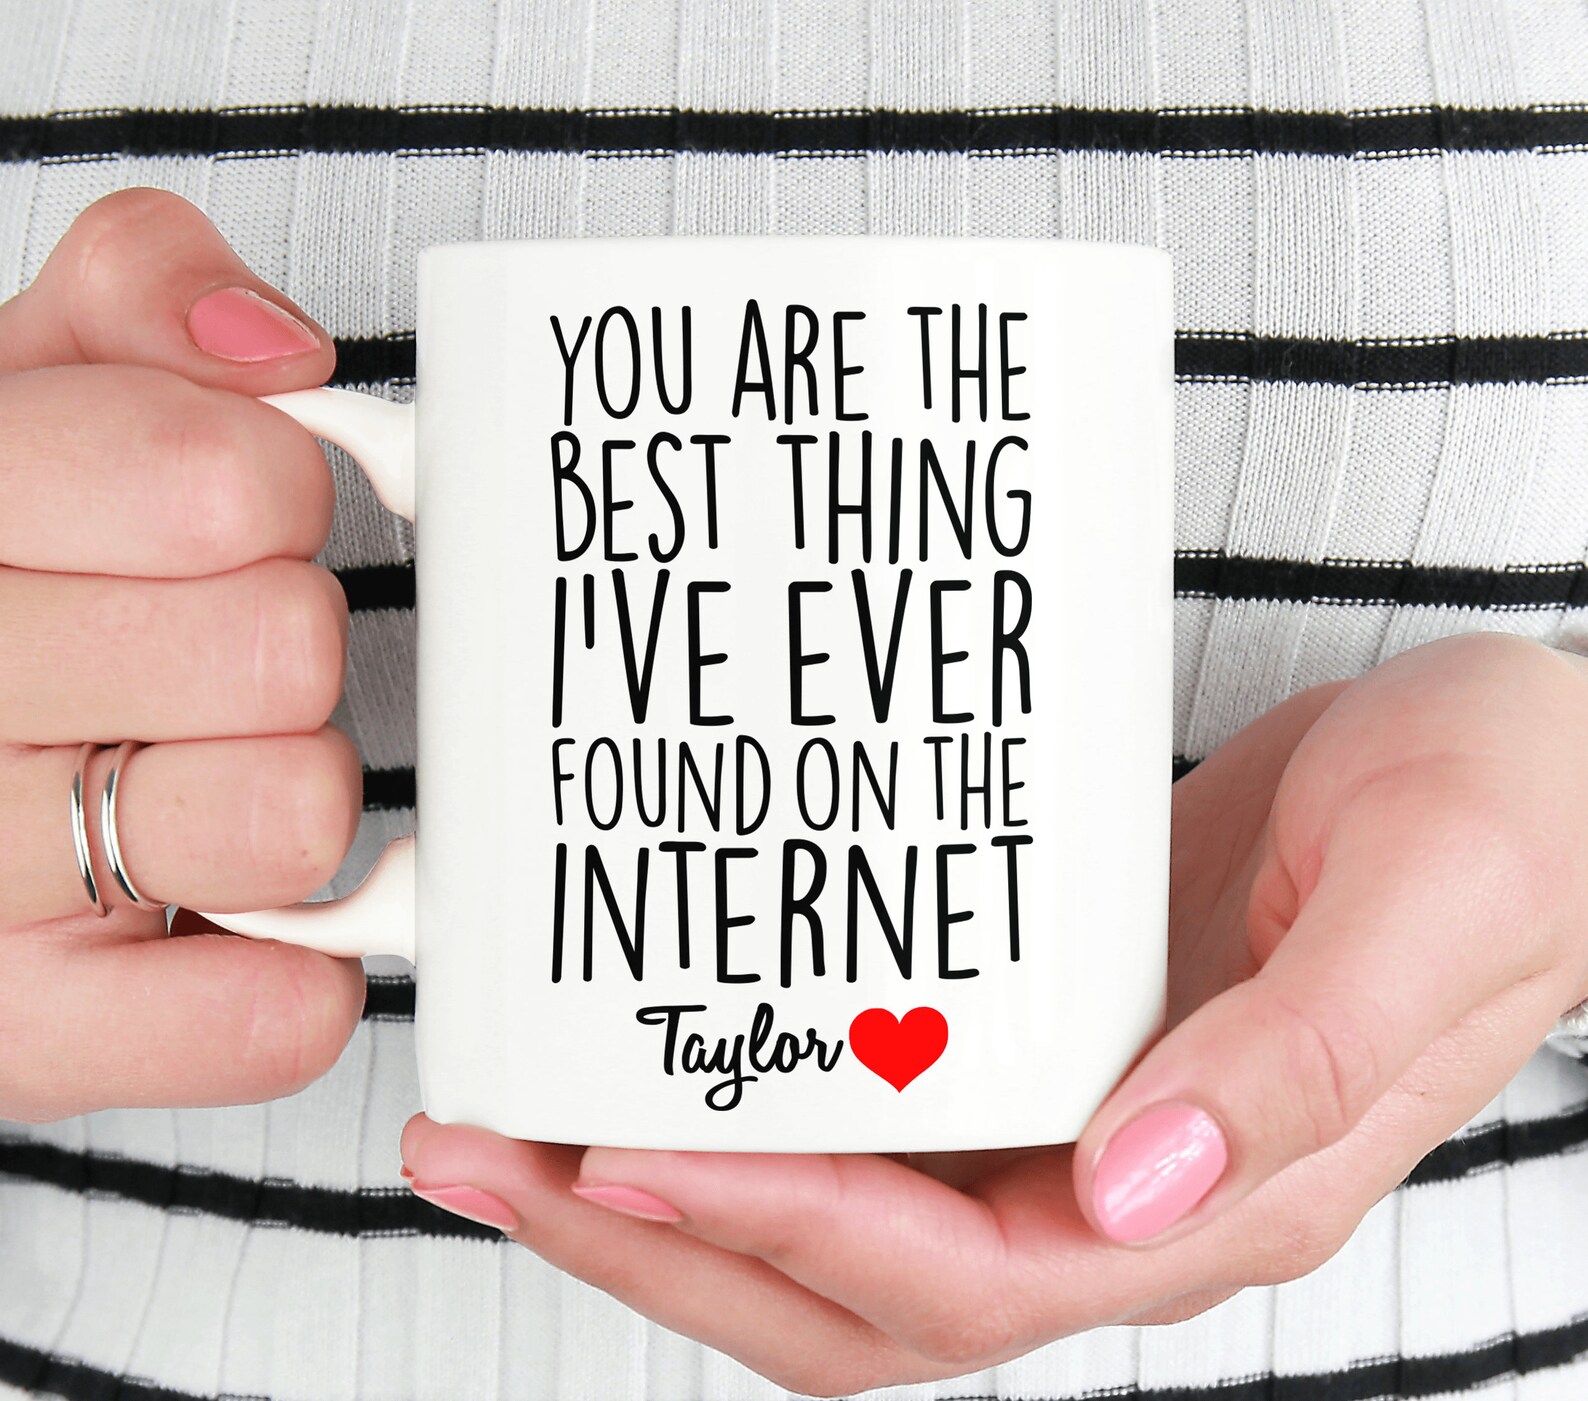 YOU ARE THE
BEST THING
I'VE EVER
FOUND ON THE
INTERNET
Taylor